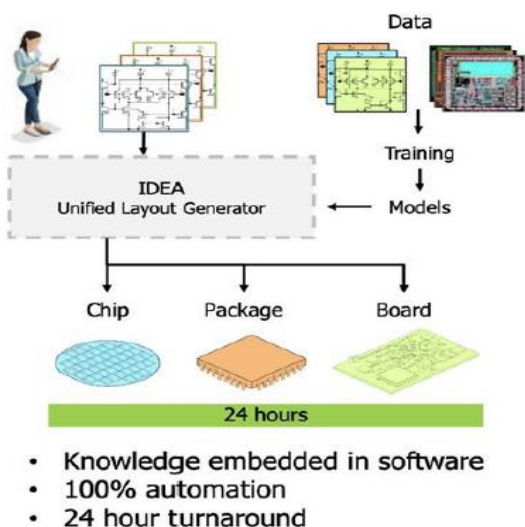 Data
Training
IDEA
Unified Layout Generator
Models
Chip
Package
Board
24 hours
• Knowledge embedded in software
• 100% automation
• 24 hour turnaround